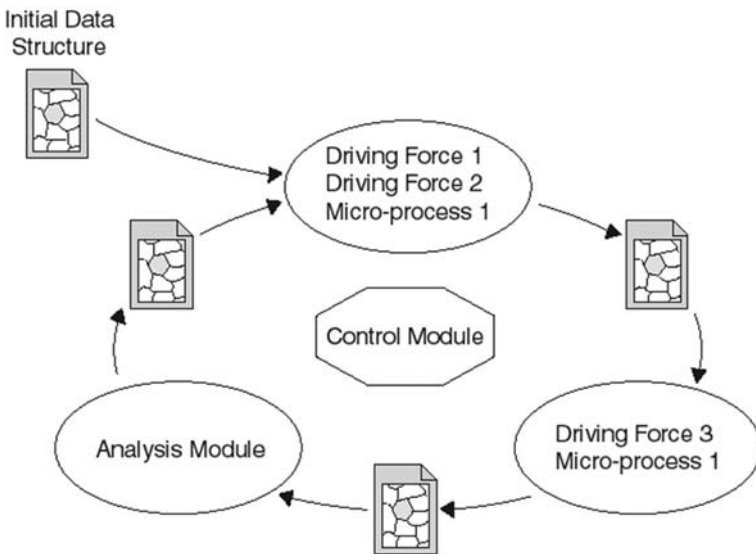 Initial Data
Structure
Driving Force 1
Driving Force 2
Micro-process 1
Control Module
Analysis Module
Driving Force 3
Micro-process 1